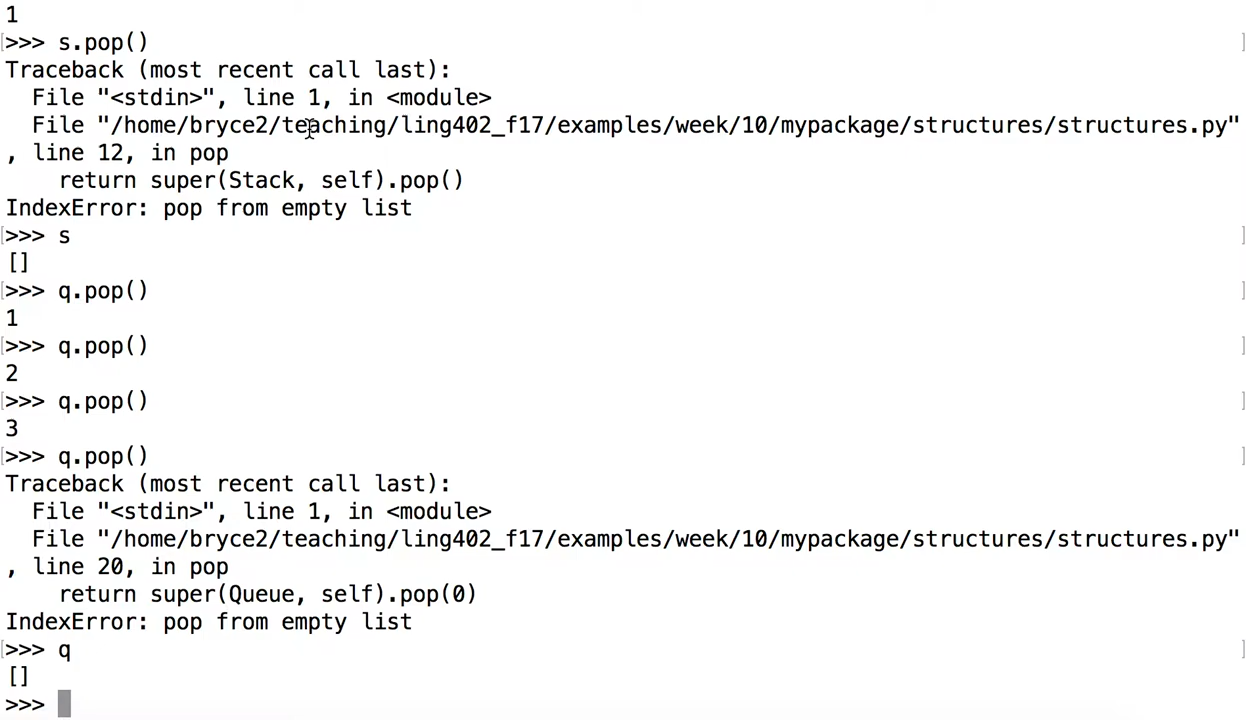 1
>>> s.pop()
Traceback (most recent call last):
  File "<stdin>", line 1, in <module>
  File "/home/bryce2/teaching/ling402_f17/examples/week/10/mypackage/structures/structures.py"
, line 12, in pop
    return super(Stack, self).pop()
IndexError: pop from empty list
>>> s
[]
>>> q.pop()
1
>>> q.pop()
2
>>> q.pop()
3
>>> q.pop()
Traceback (most recent call last):
  File "<stdin>", line 1, in <module>
  File "/home/bryce2/teaching/ling402_f17/examples/week/10/mypackage/structures/structures.py"
, line 20, in pop
    return super(Queue, self).pop(0)
IndexError: pop from empty list
>>> q
[]
>>>